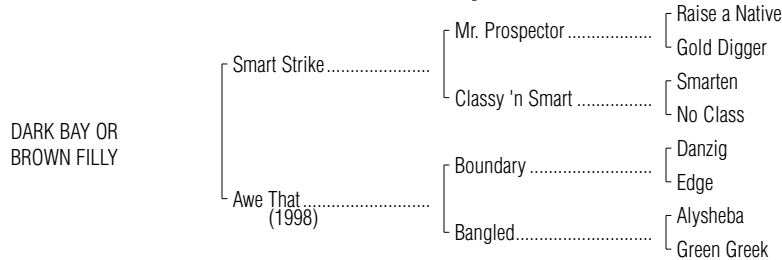 Raise a Native
Mr. Prospector ..................
Gold Digger
Smart Strike ......................
Smarten
Classy 'n Smart ................
No Class
DARK BAY OR
BROWN FILLY
Danzig
Boundary ..........................
Edge
Awe That ...........................
(1998)
Alysheba
Bangled.............................
Green Greek